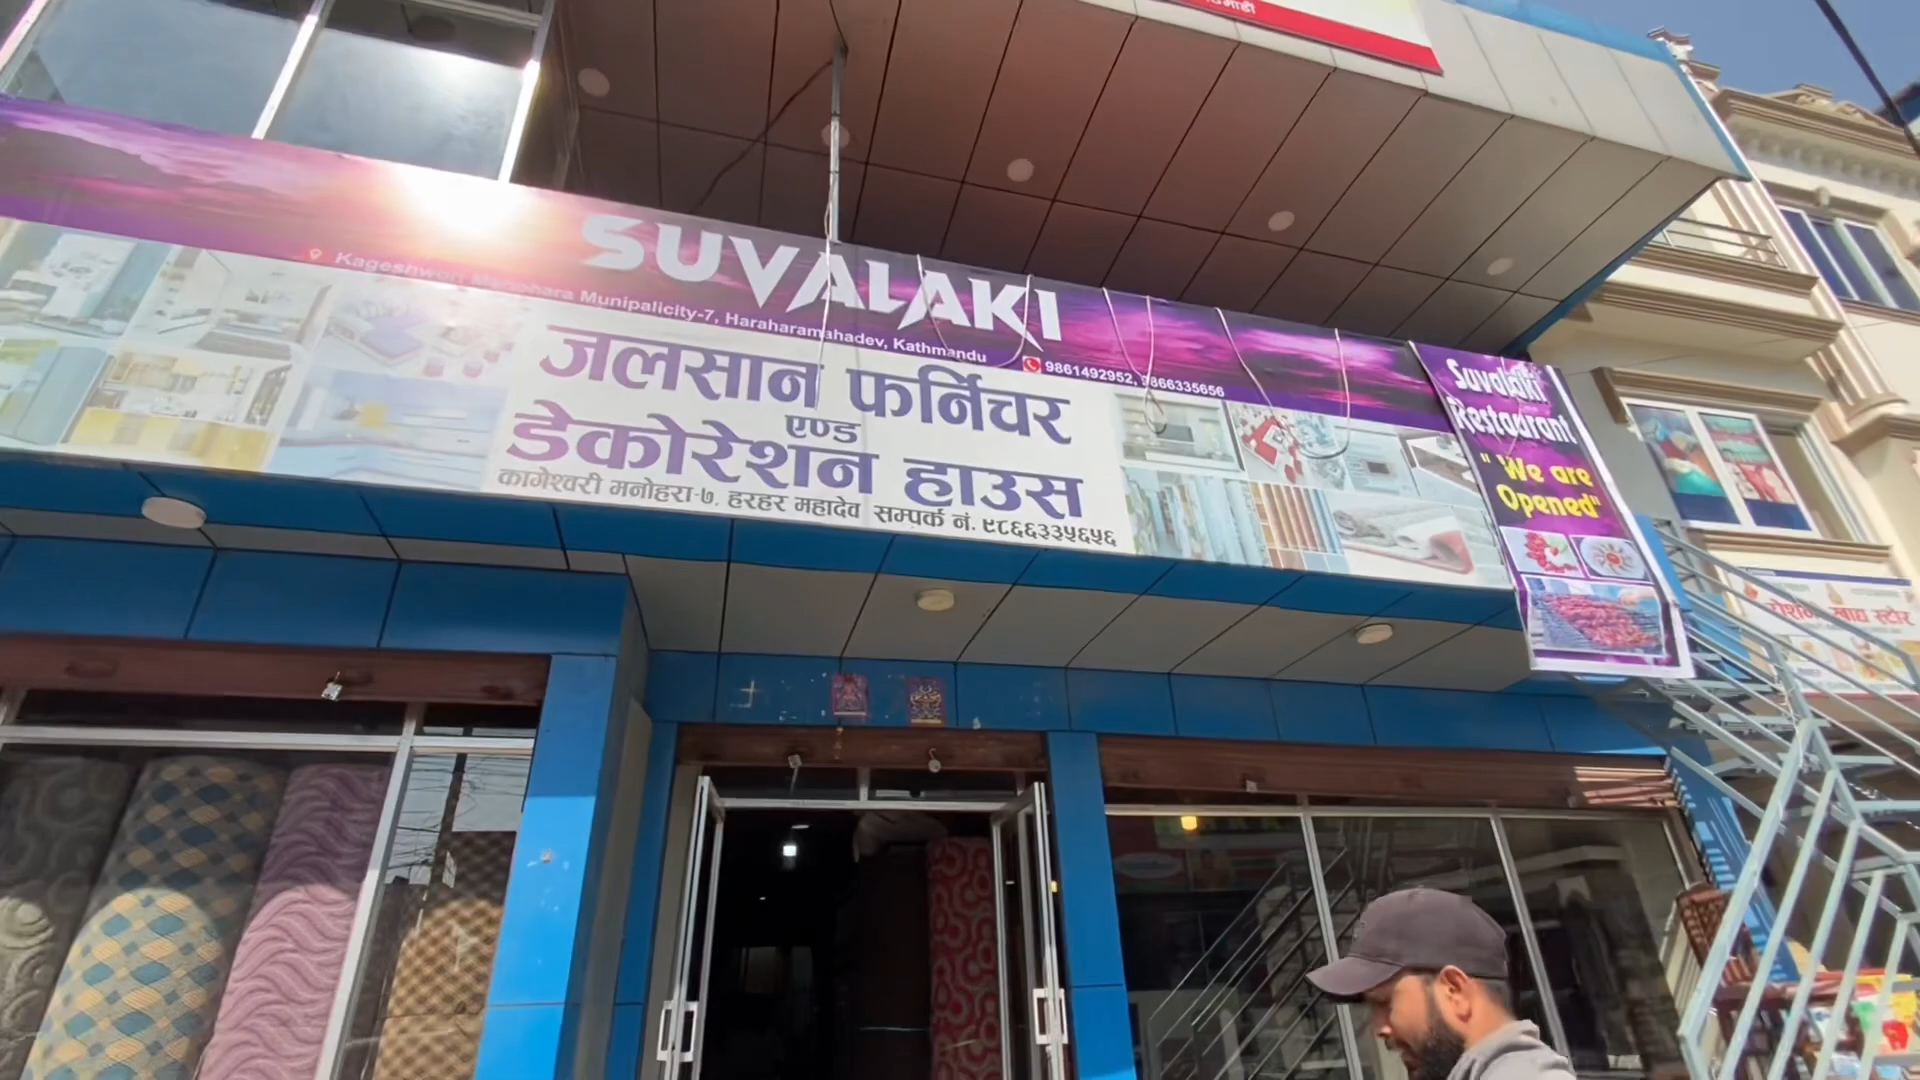 SUVALAKI
Kageshwori Manohara Munipalicity-7, Haraharamahadev, Kathmandu
9861492952, 9866335656
जलसान फर्निचर
एण्ड
डेकोरेशन हाउस
कागेश्वरी मनोहरा-७, हरहर महादेव सम्पर्क नं. ९८६६३३५६५६
Suvalaki
Restaurant
"We are
Opened"
खाद्य स्टोर